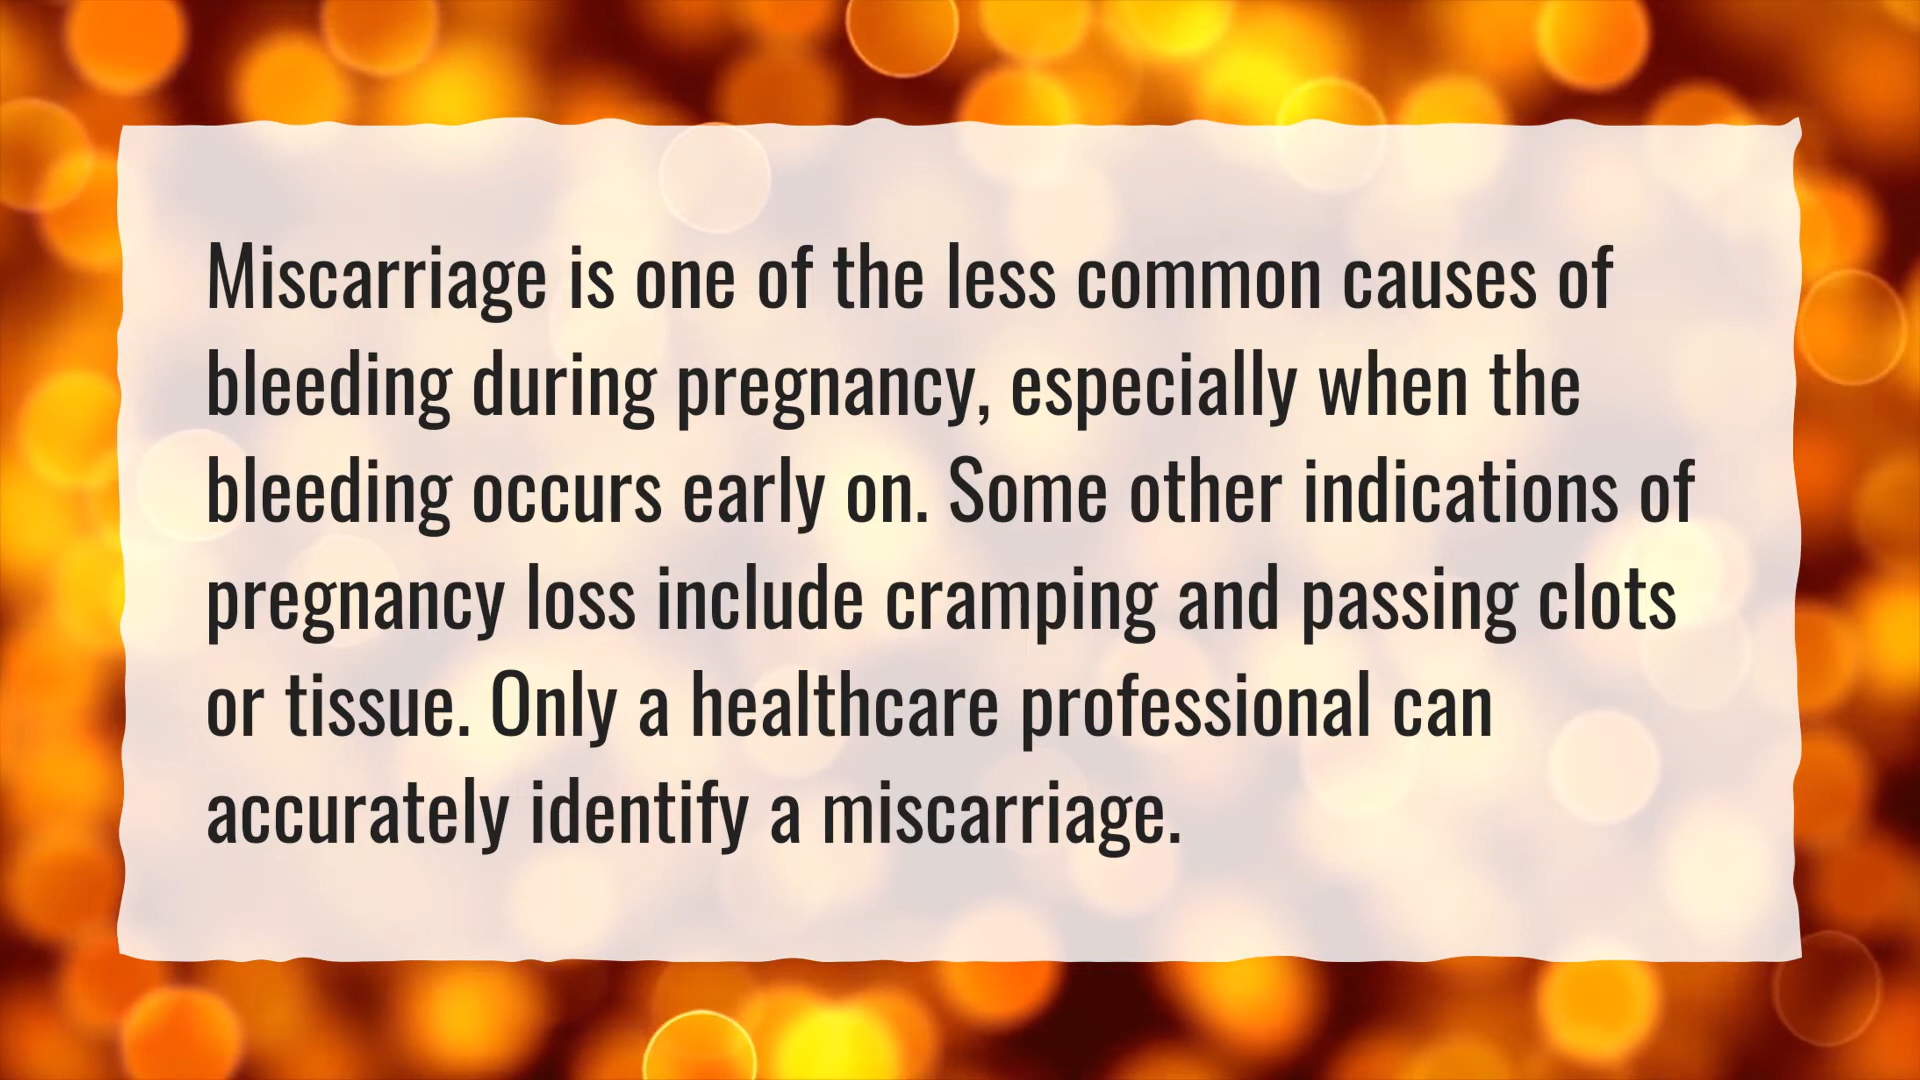 Miscarriage is one of the less common causes of
bleeding during pregnancy, especially when the
bleeding occurs early on. Some other indications of
pregnancy loss include cramping and passing clots
or tissue. Only a healthcare professional can
accurately identify a miscarriage.